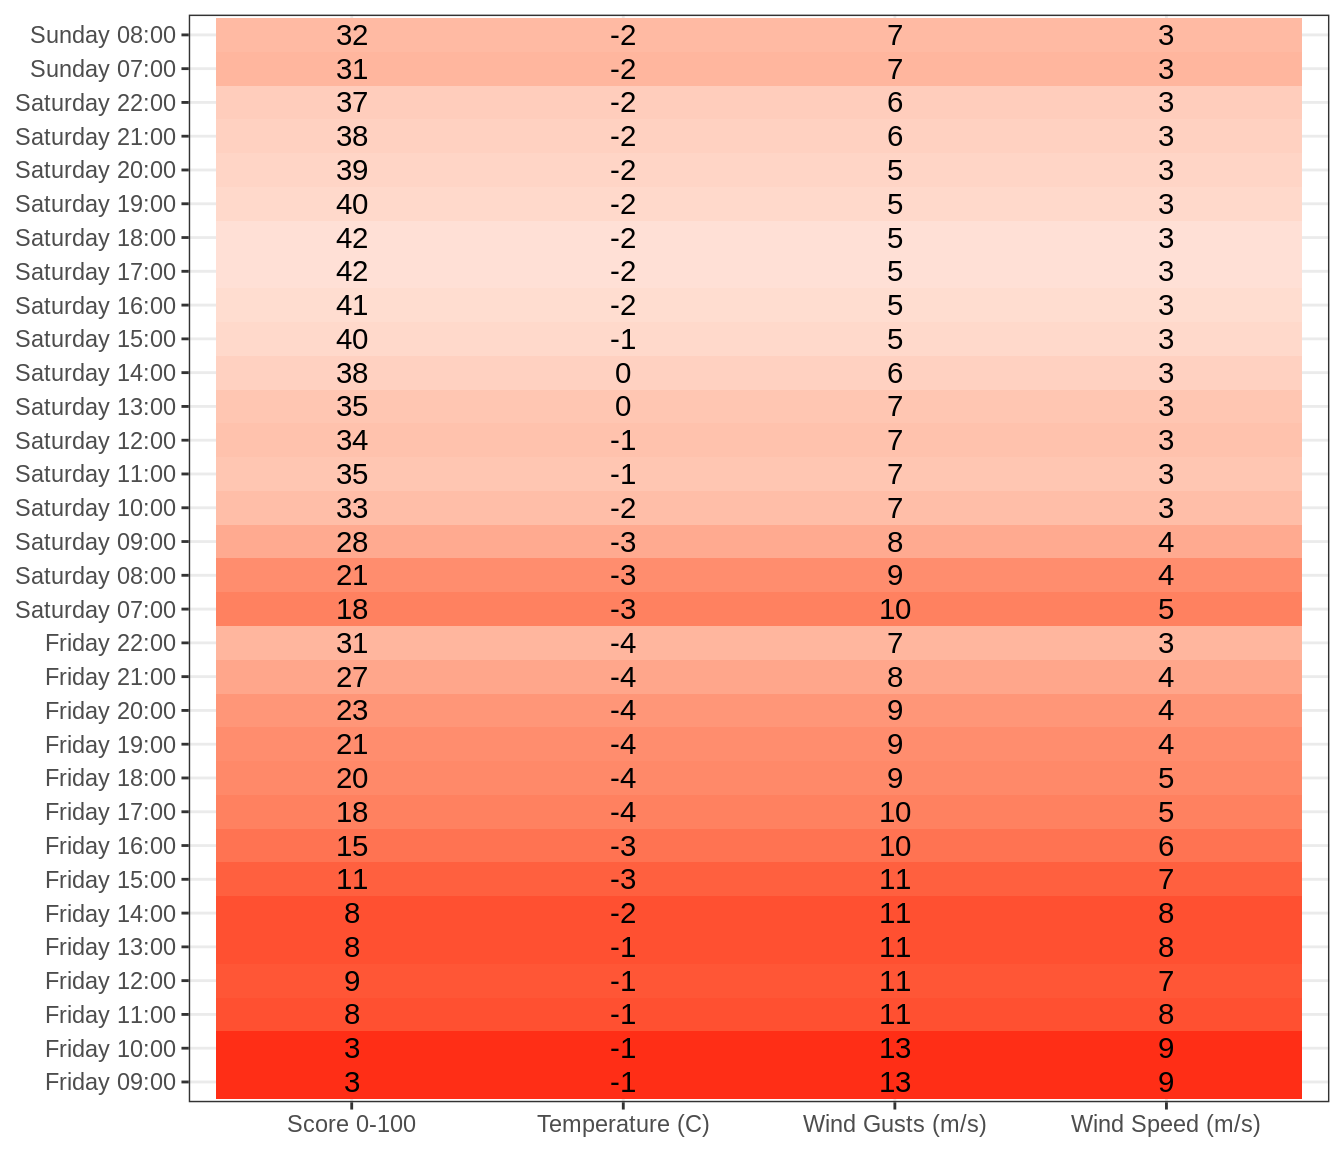 Sunday 08:00 32 -2 7 3
Sunday 07:00 31 -2 7 3
Saturday 22:00 37 -2 6 3
Saturday 21:00 38 -2 6 3
Saturday 20:00 39 -2 5 3
Saturday 19:00 40 -2 5 3
Saturday 18:00 42 -2 5 3
Saturday 17:00 42 -2 5 3
Saturday 16:00 41 -2 5 3
Saturday 15:00 40 -1 5 3
Saturday 14:00 38 0 6 3
Saturday 13:00 35 0 7 3
Saturday 12:00 34 -1 7 3
Saturday 11:00 35 -1 7 3
Saturday 10:00 33 -2 7 3
Saturday 09:00 28 -3 8 4
Saturday 08:00 21 -3 9 4
Saturday 07:00 18 -3 10 5
Friday 22:00 31 -4 7 3
Friday 21:00 27 -4 8 4
Friday 20:00 23 -4 9 4
Friday 19:00 21 -4 9 4
Friday 18:00 20 -4 9 5
Friday 17:00 18 -4 10 5
Friday 16:00 15 -3 10 6
Friday 15:00 11 -3 11 7
Friday 14:00 8 -2 11 8
Friday 13:00 8 -1 11 8
Friday 12:00 9 -1 11 7
Friday 11:00 8 -1 11 8
Friday 10:00 3 -1 13 9
Friday 09:00 3 -1 13 9
Score 0-100 Temperature (C) Wind Gusts (m/s) Wind Speed (m/s)